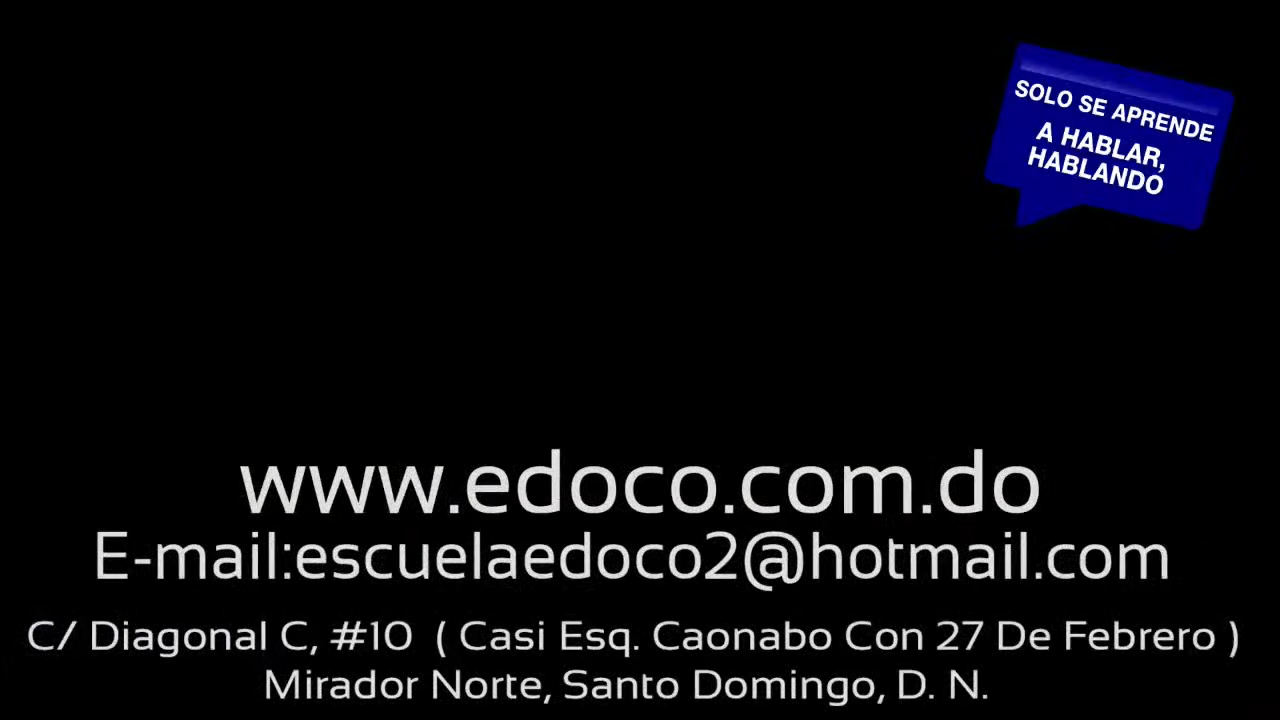 SOLO SE APRENDE
A HABLAR,
HABLANDO
www.edoco.com.do
E-mail:escuelaedoco2@hotmail.com
C/ Diagonal C, #10 ( Casi Esq. Caonabo Con 27 De Febrero )
Mirador Norte, Santo Domingo, D. N.